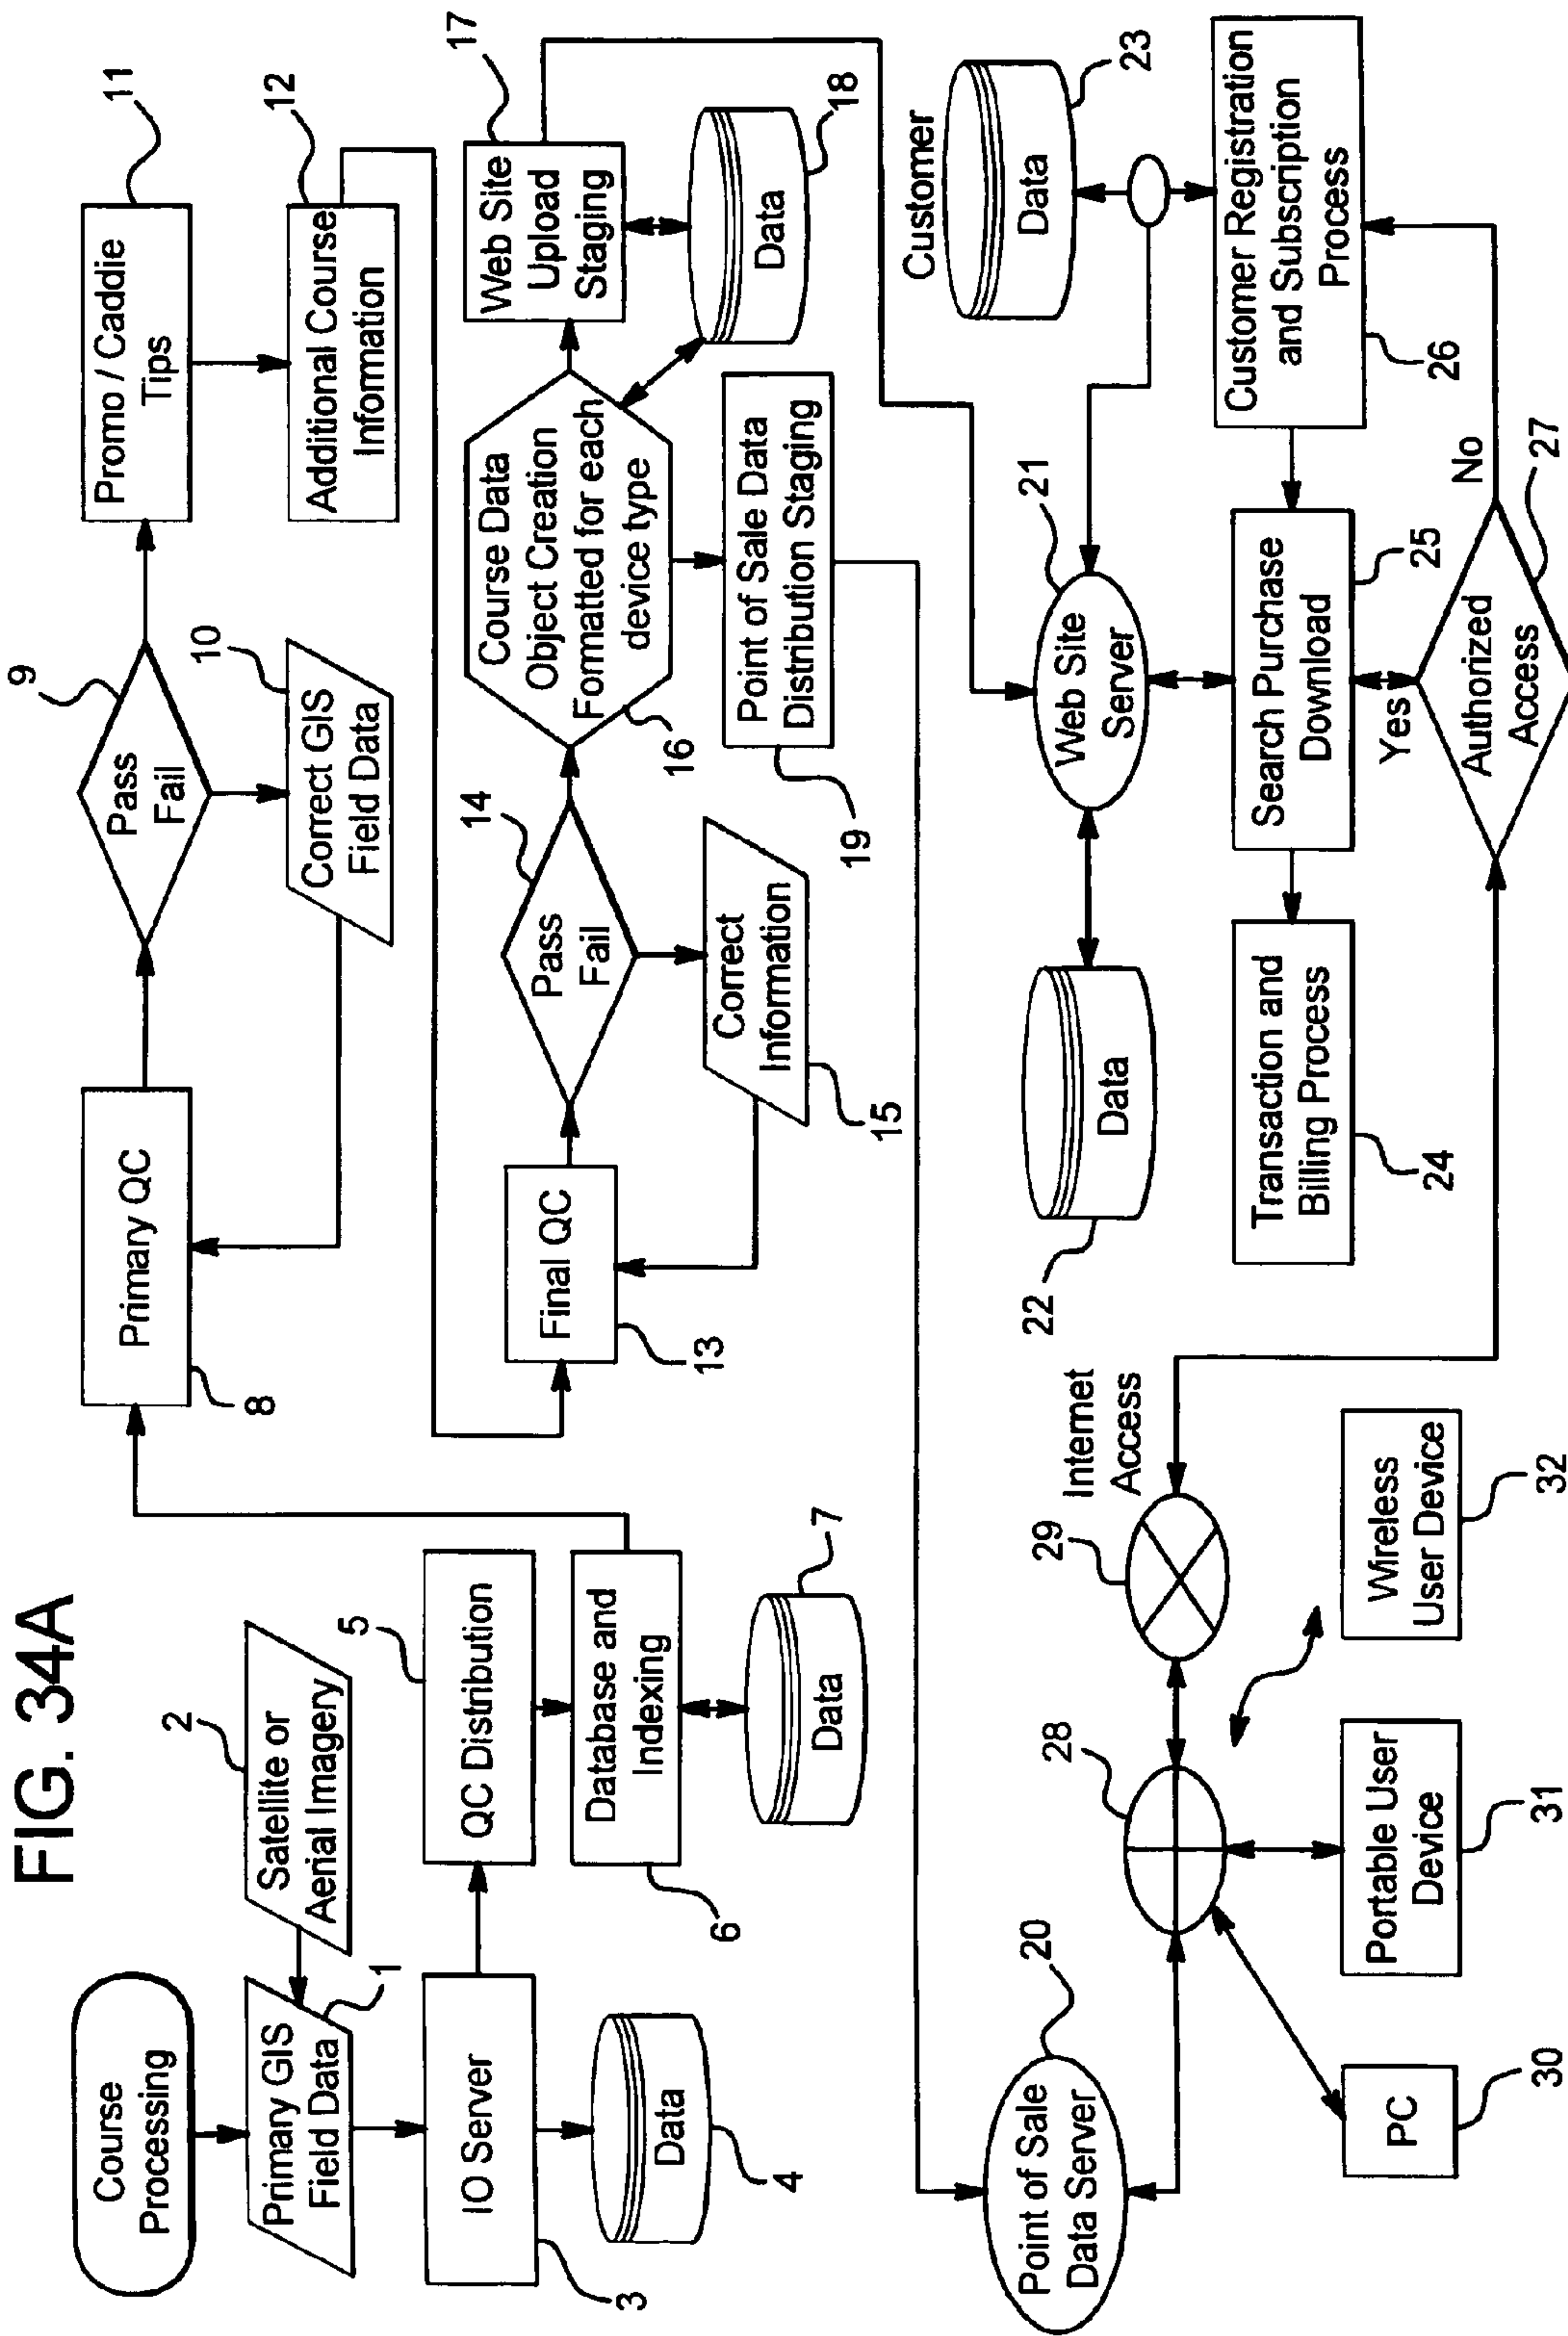 FIG. 34A
Course
Processing
2
Satellite or
Aerial Imagery
Primary GIS
Field Data
1
IO Server
3
Data
4
5
QC Distribution
Database and
Indexing
6
Data
7
Primary QC
8
9
Pass
Fail
10
Correct GIS
Field Data
Promo / Caddie
Tips
11
Additional Course
Information
12
Final QC
13
14
Pass
Fail
Correct
Information
15
Course Data
Object Creation
Formatted for each
device type
16
Web Site
Upload
Staging
17
Data
18
Point of Sale Data
Distribution Staging
19
Point of Sale
Data Server
20
Web Site
Server
21
Data
22
Customer
Data
23
Transaction and
Billing Process
24
Search Purchase
Download
25
Customer Registration
and Subscription
Process
26
Yes
Authorized
Access
No
27
28
29
Internet
Access
PC
30
Portable User
Device
31
Wireless
User Device
32